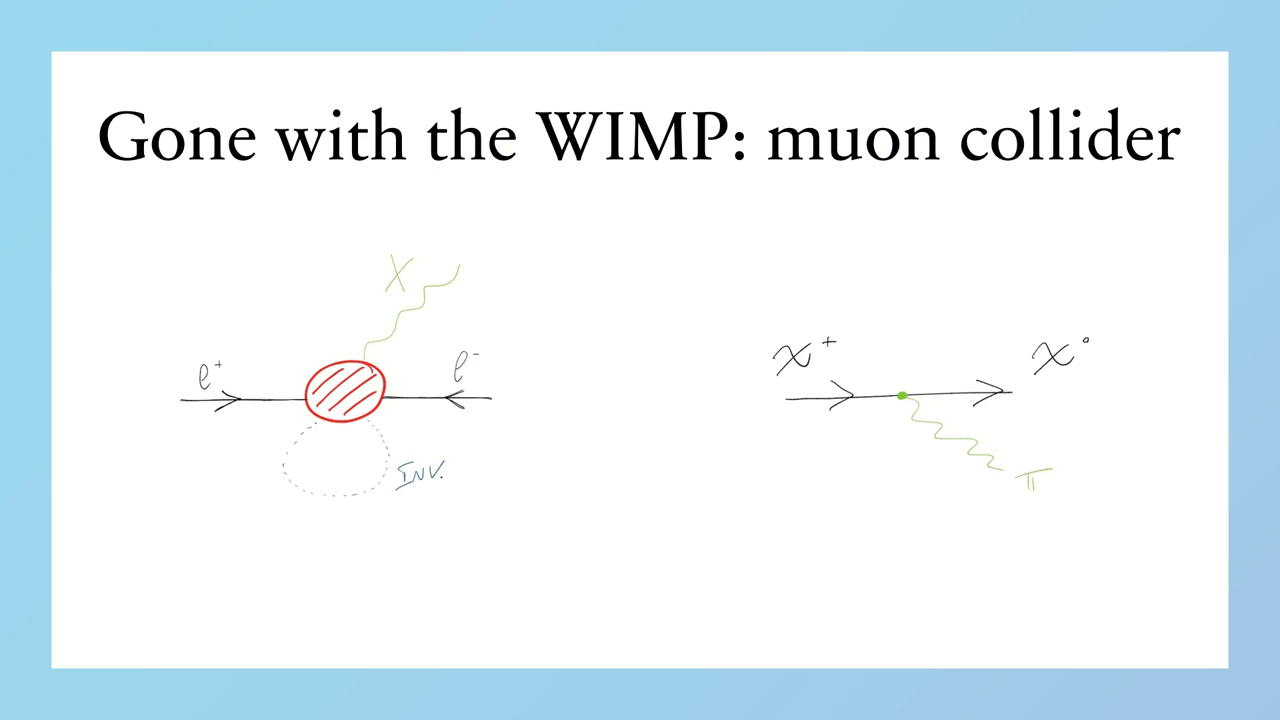 Gone with the WIMP: muon collider
X
ℓ⁺
ℓ⁻
INV.
χ⁺
χ⁰
π